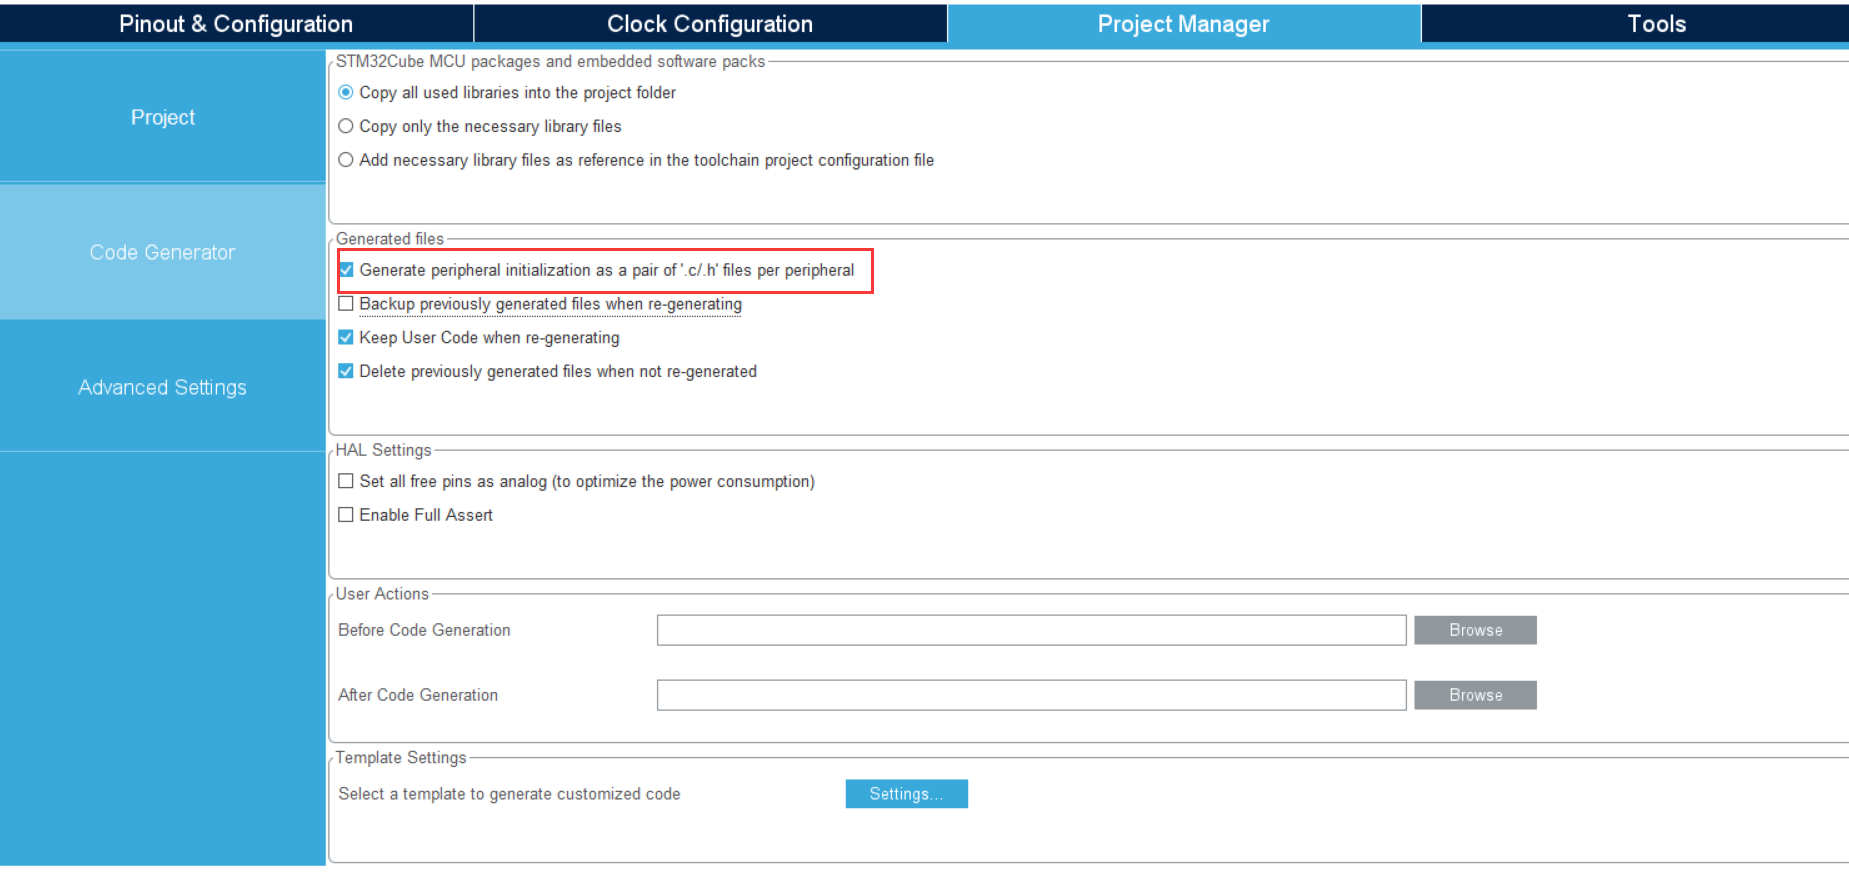 Pinout & Configuration
Clock Configuration
Project Manager
Tools
Project
Code Generator
Advanced Settings
STM32Cube MCU packages and embedded software packs
Copy all used libraries into the project folder
Copy only the necessary library files
Add necessary library files as reference in the toolchain project configuration file
Generated files
Generate peripheral initialization as a pair of '.c/.h' files per peripheral
Backup previously generated files when re-generating
Keep User Code when re-generating
Delete previously generated files when not re-generated
HAL Settings
Set all free pins as analog (to optimize the power consumption)
Enable Full Assert
User Actions
Before Code Generation
Browse
After Code Generation
Browse
Template Settings
Select a template to generate customized code
Settings...